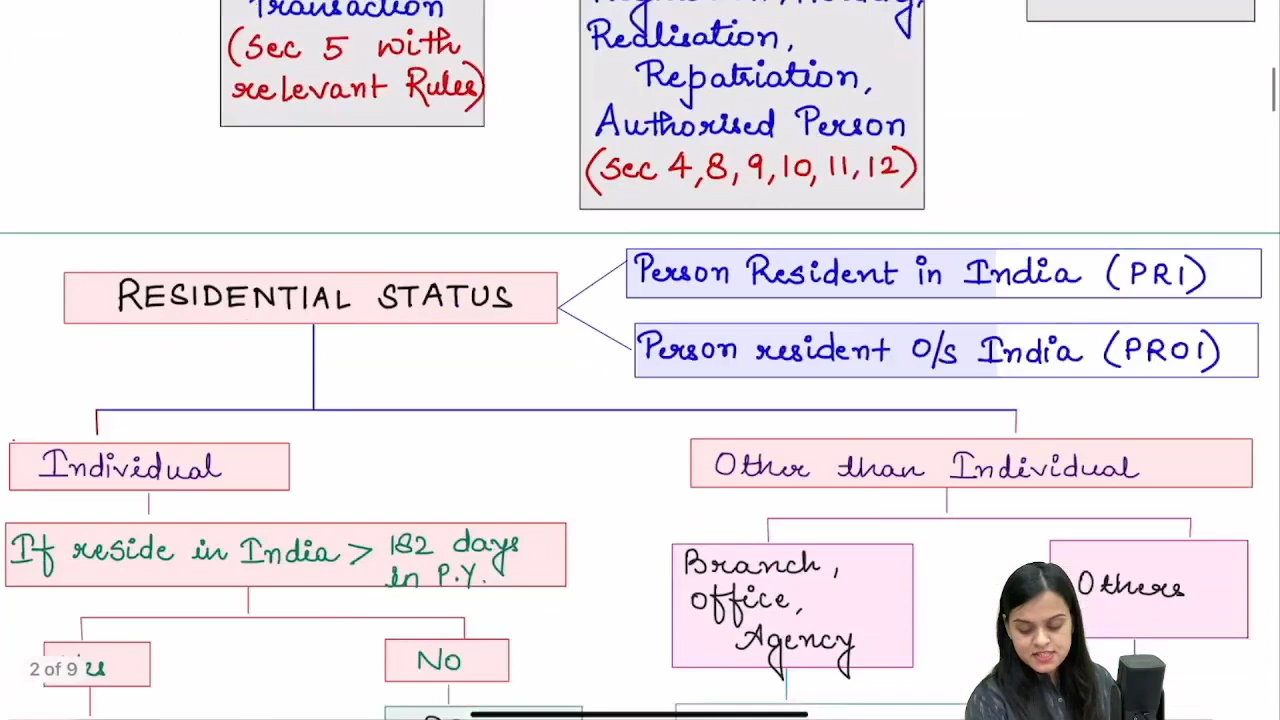 Transaction
(Sec 5 with
relevant Rules)
Realisation,
Repatriation,
Authorised Person
(Sec 4, 8, 9, 10, 11, 12)
RESIDENTIAL STATUS
Person Resident in India (PRI)
Person resident O/S India (PROI)
Individual
Other than Individual
If reside in India > 182 days
in P.Y.
Branch,
Office,
Agency
Others
No
2 of 9